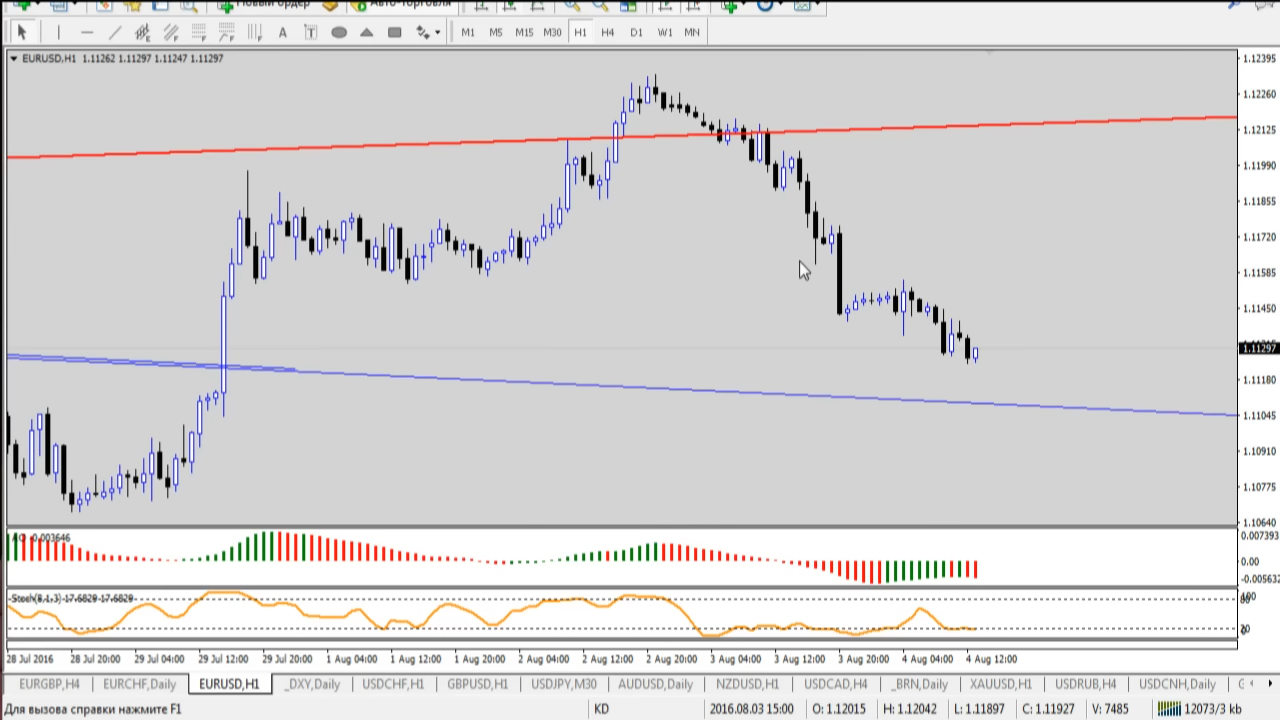 Новый ордер Авто-торговля
A T M1 M5 M15 M30 H1 H4 D1 W1 MN
EURUSD,H1 1.11262 1.11297 1.11247 1.11297
1.12395
1.12260
1.12125
1.11990
1.11855
1.11720
1.11585
1.11450
1.11297
1.11180
1.11045
1.10910
1.10775
1.10640
AO -0.003646
0.007393
0.00
-0.005632
Stoch(8,1,3) 17.6829 17.6829
100
80
20
0
28 Jul 2016 28 Jul 20:00 29 Jul 04:00 29 Jul 12:00 29 Jul 20:00 1 Aug 04:00 1 Aug 12:00 1 Aug 20:00 2 Aug 04:00 2 Aug 12:00 2 Aug 20:00 3 Aug 04:00 3 Aug 12:00 3 Aug 20:00 4 Aug 04:00 4 Aug 12:00
EURGBP,H4 EURCHF,Daily EURUSD,H1 _DXY,Daily USDCHF,H1 GBPUSD,H1 USDJPY,M30 AUDUSD,Daily NZDUSD,H1 USDCAD,H4 _BRN,Daily XAUUSD,H1 USDRUB,H4 USDCNH,Daily
Для вызова справки нажмите F1 KD 2016.08.03 15:00 O: 1.12015 H: 1.12042 L: 1.11897 C: 1.11927 V: 7485 12073/3 kb